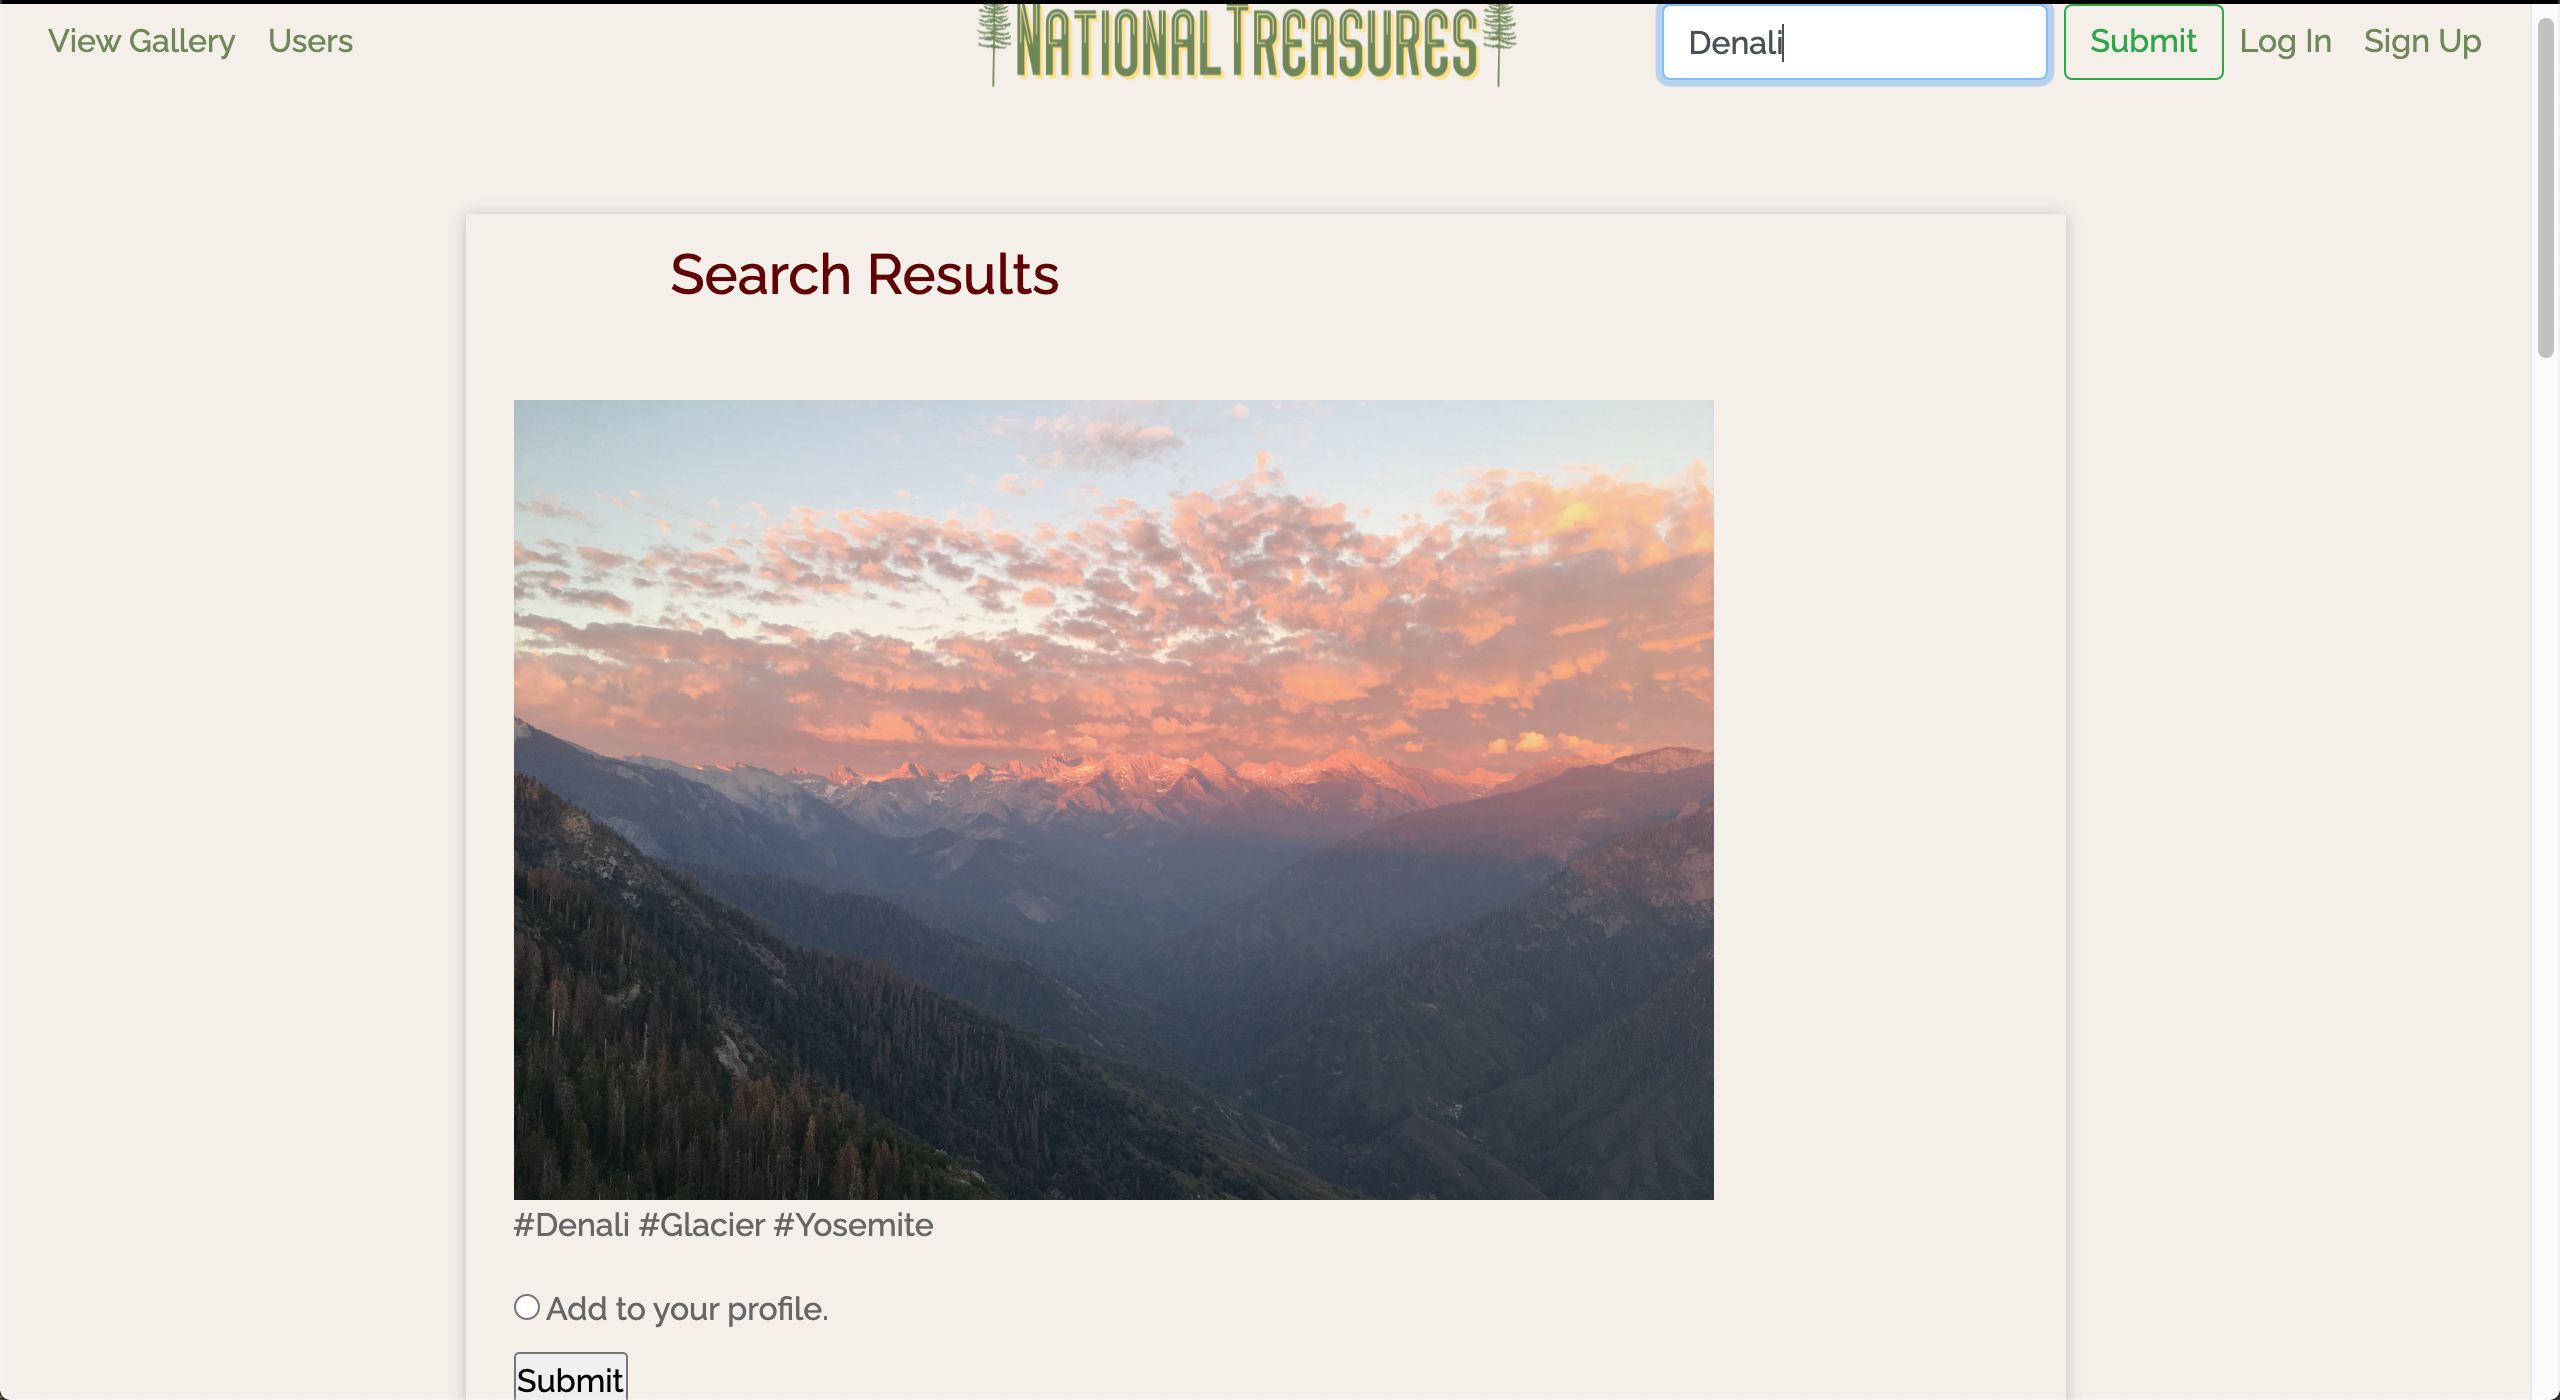 View Gallery Users NATIONAL TREASURES Denali Submit Log In Sign Up
Search Results
#Denali #Glacier #Yosemite
Add to your profile.
Submit